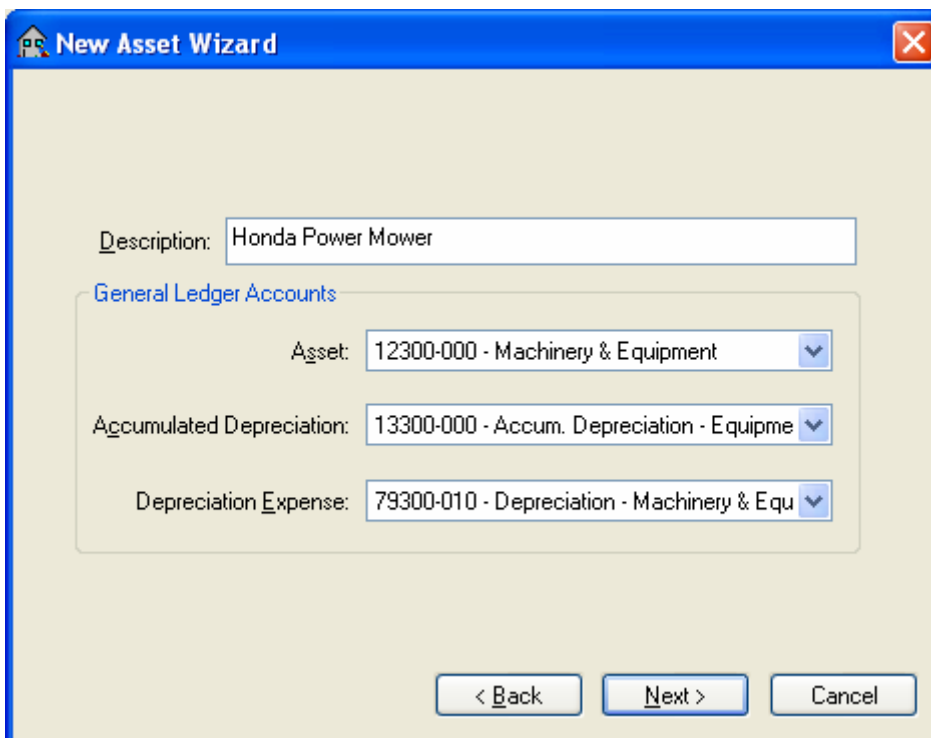 New Asset Wizard
Description: Honda Power Mower
General Ledger Accounts
Asset: 12300-000 - Machinery & Equipment
Accumulated Depreciation: 13300-000 - Accum. Depreciation - Equipme
Depreciation Expense: 79300-010 - Depreciation - Machinery & Equ
< Back Next > Cancel